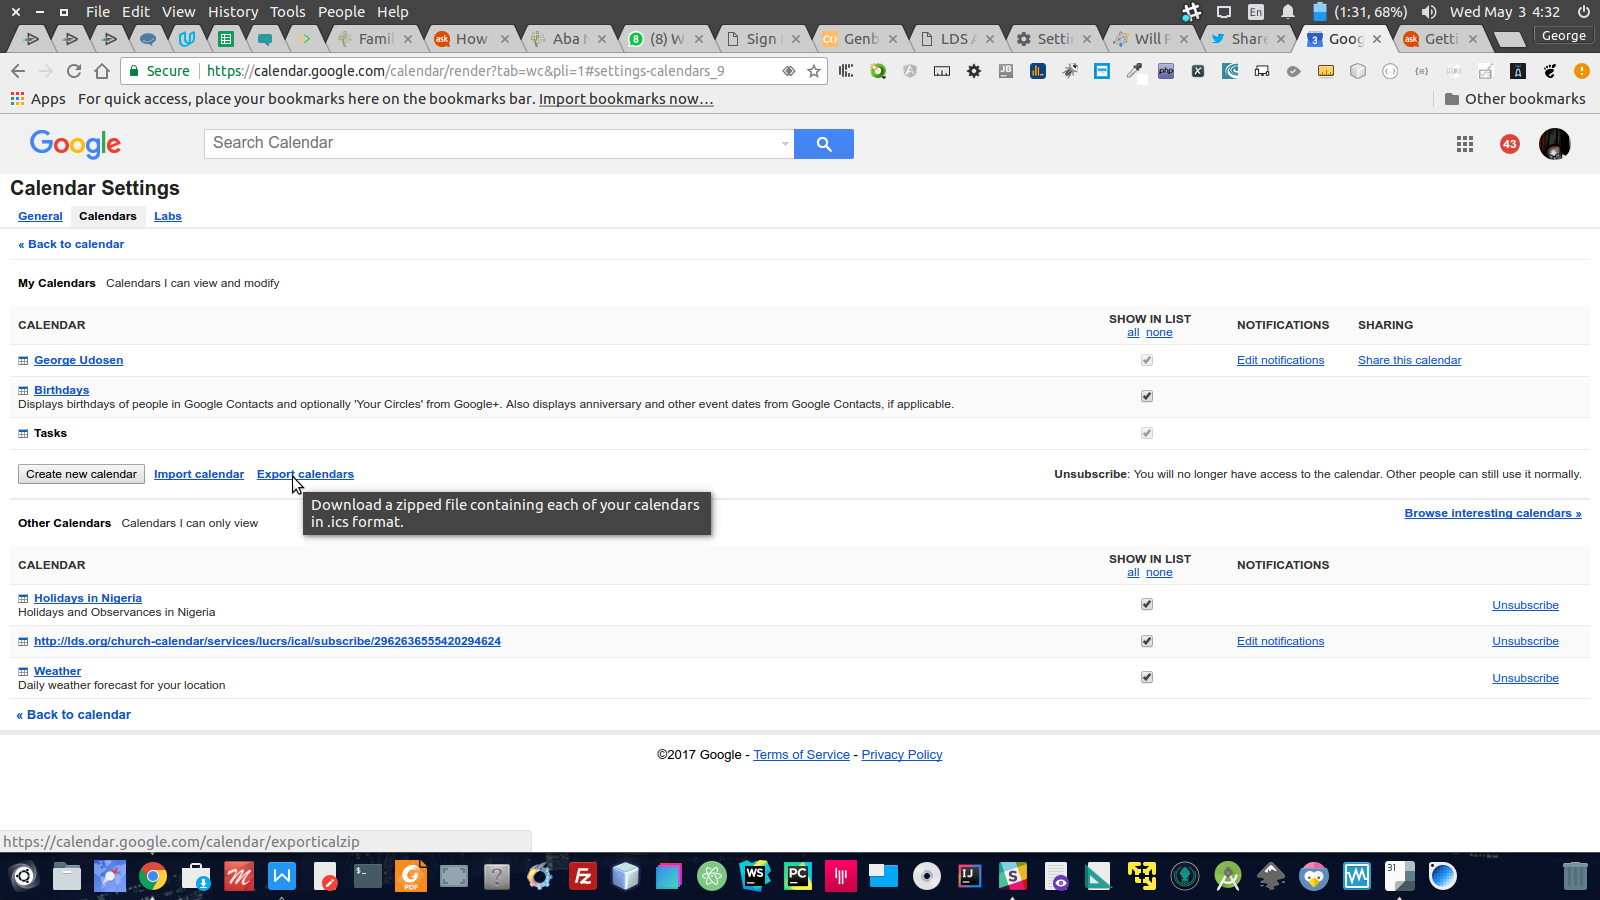 File Edit View History Tools People Help
En (1:31, 68%) Wed May 3 4:32
Famil How Aba (8) W Sign Genb LDS A Setti Will P Share Goog Getti George
Secure https://calendar.google.com/calendar/render?tab=wc&pli=1#settings-calendars_9
Apps For quick access, place your bookmarks here on the bookmarks bar. Import bookmarks now... Other bookmarks
Google Search Calendar 43
Calendar Settings
General Calendars Labs
« Back to calendar
My Calendars Calendars I can view and modify
CALENDAR SHOW IN LIST NOTIFICATIONS SHARING
all none
George Udosen Edit notifications Share this calendar
Birthdays
Displays birthdays of people in Google Contacts and optionally 'Your Circles' from Google+. Also displays anniversary and other event dates from Google Contacts, if applicable.
Tasks
Create new calendar Import calendar Export calendars Unsubscribe: You will no longer have access to the calendar. Other people can still use it normally.
Download a zipped file containing each of your calendars
in .ics format.
Other Calendars Calendars I can only view Browse interesting calendars »
CALENDAR SHOW IN LIST NOTIFICATIONS
all none
Holidays in Nigeria
Holidays and Observances in Nigeria Unsubscribe
http://lds.org/church-calendar/services/lucrs/ical/subscribe/2962636555420294624 Edit notifications Unsubscribe
Weather
Daily weather forecast for your location Unsubscribe
« Back to calendar
©2017 Google - Terms of Service - Privacy Policy
https://calendar.google.com/calendar/exporticalzip
PDF WS PC IJ 31